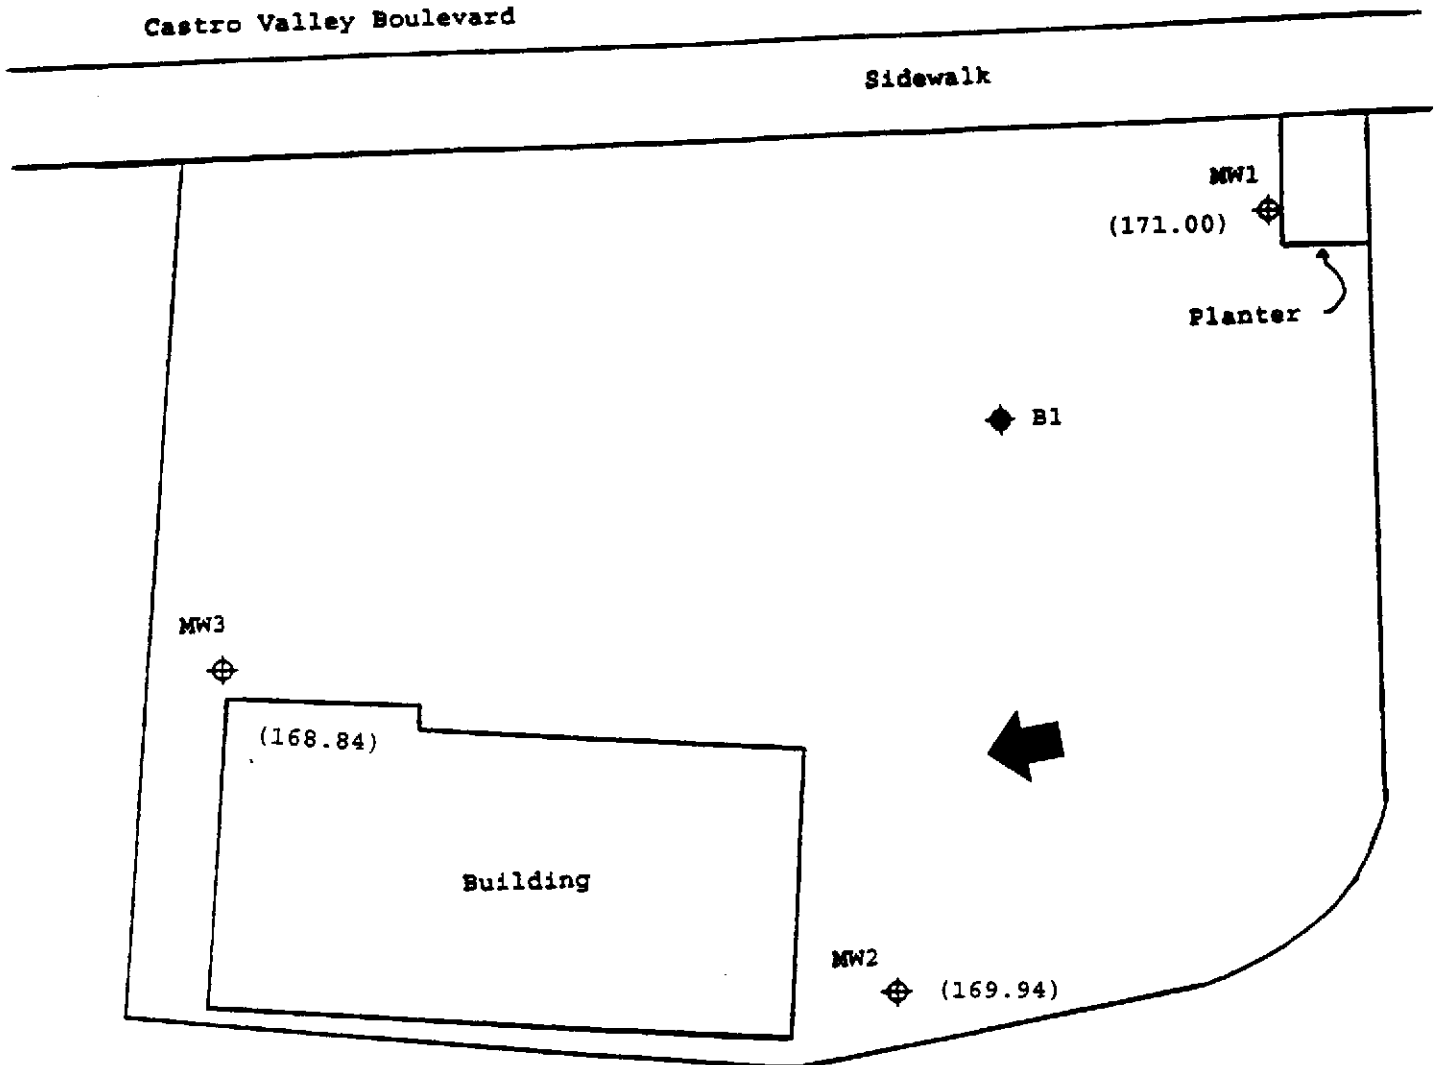 Castro Valley Boulevard
Sidewalk
MW1
(171.00)
Planter
B1
MW3
(168.84)
Building
MW2
(169.94)